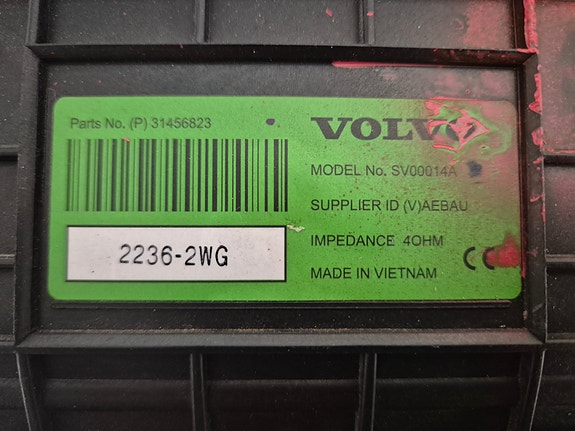 Parts No. (P) 31456823
2236-2WG
VOLVO
MODEL No. SV00014A
SUPPLIER ID (V)AEBAU
IMPEDANCE 4OHM
MADE IN VIETNAM
CE